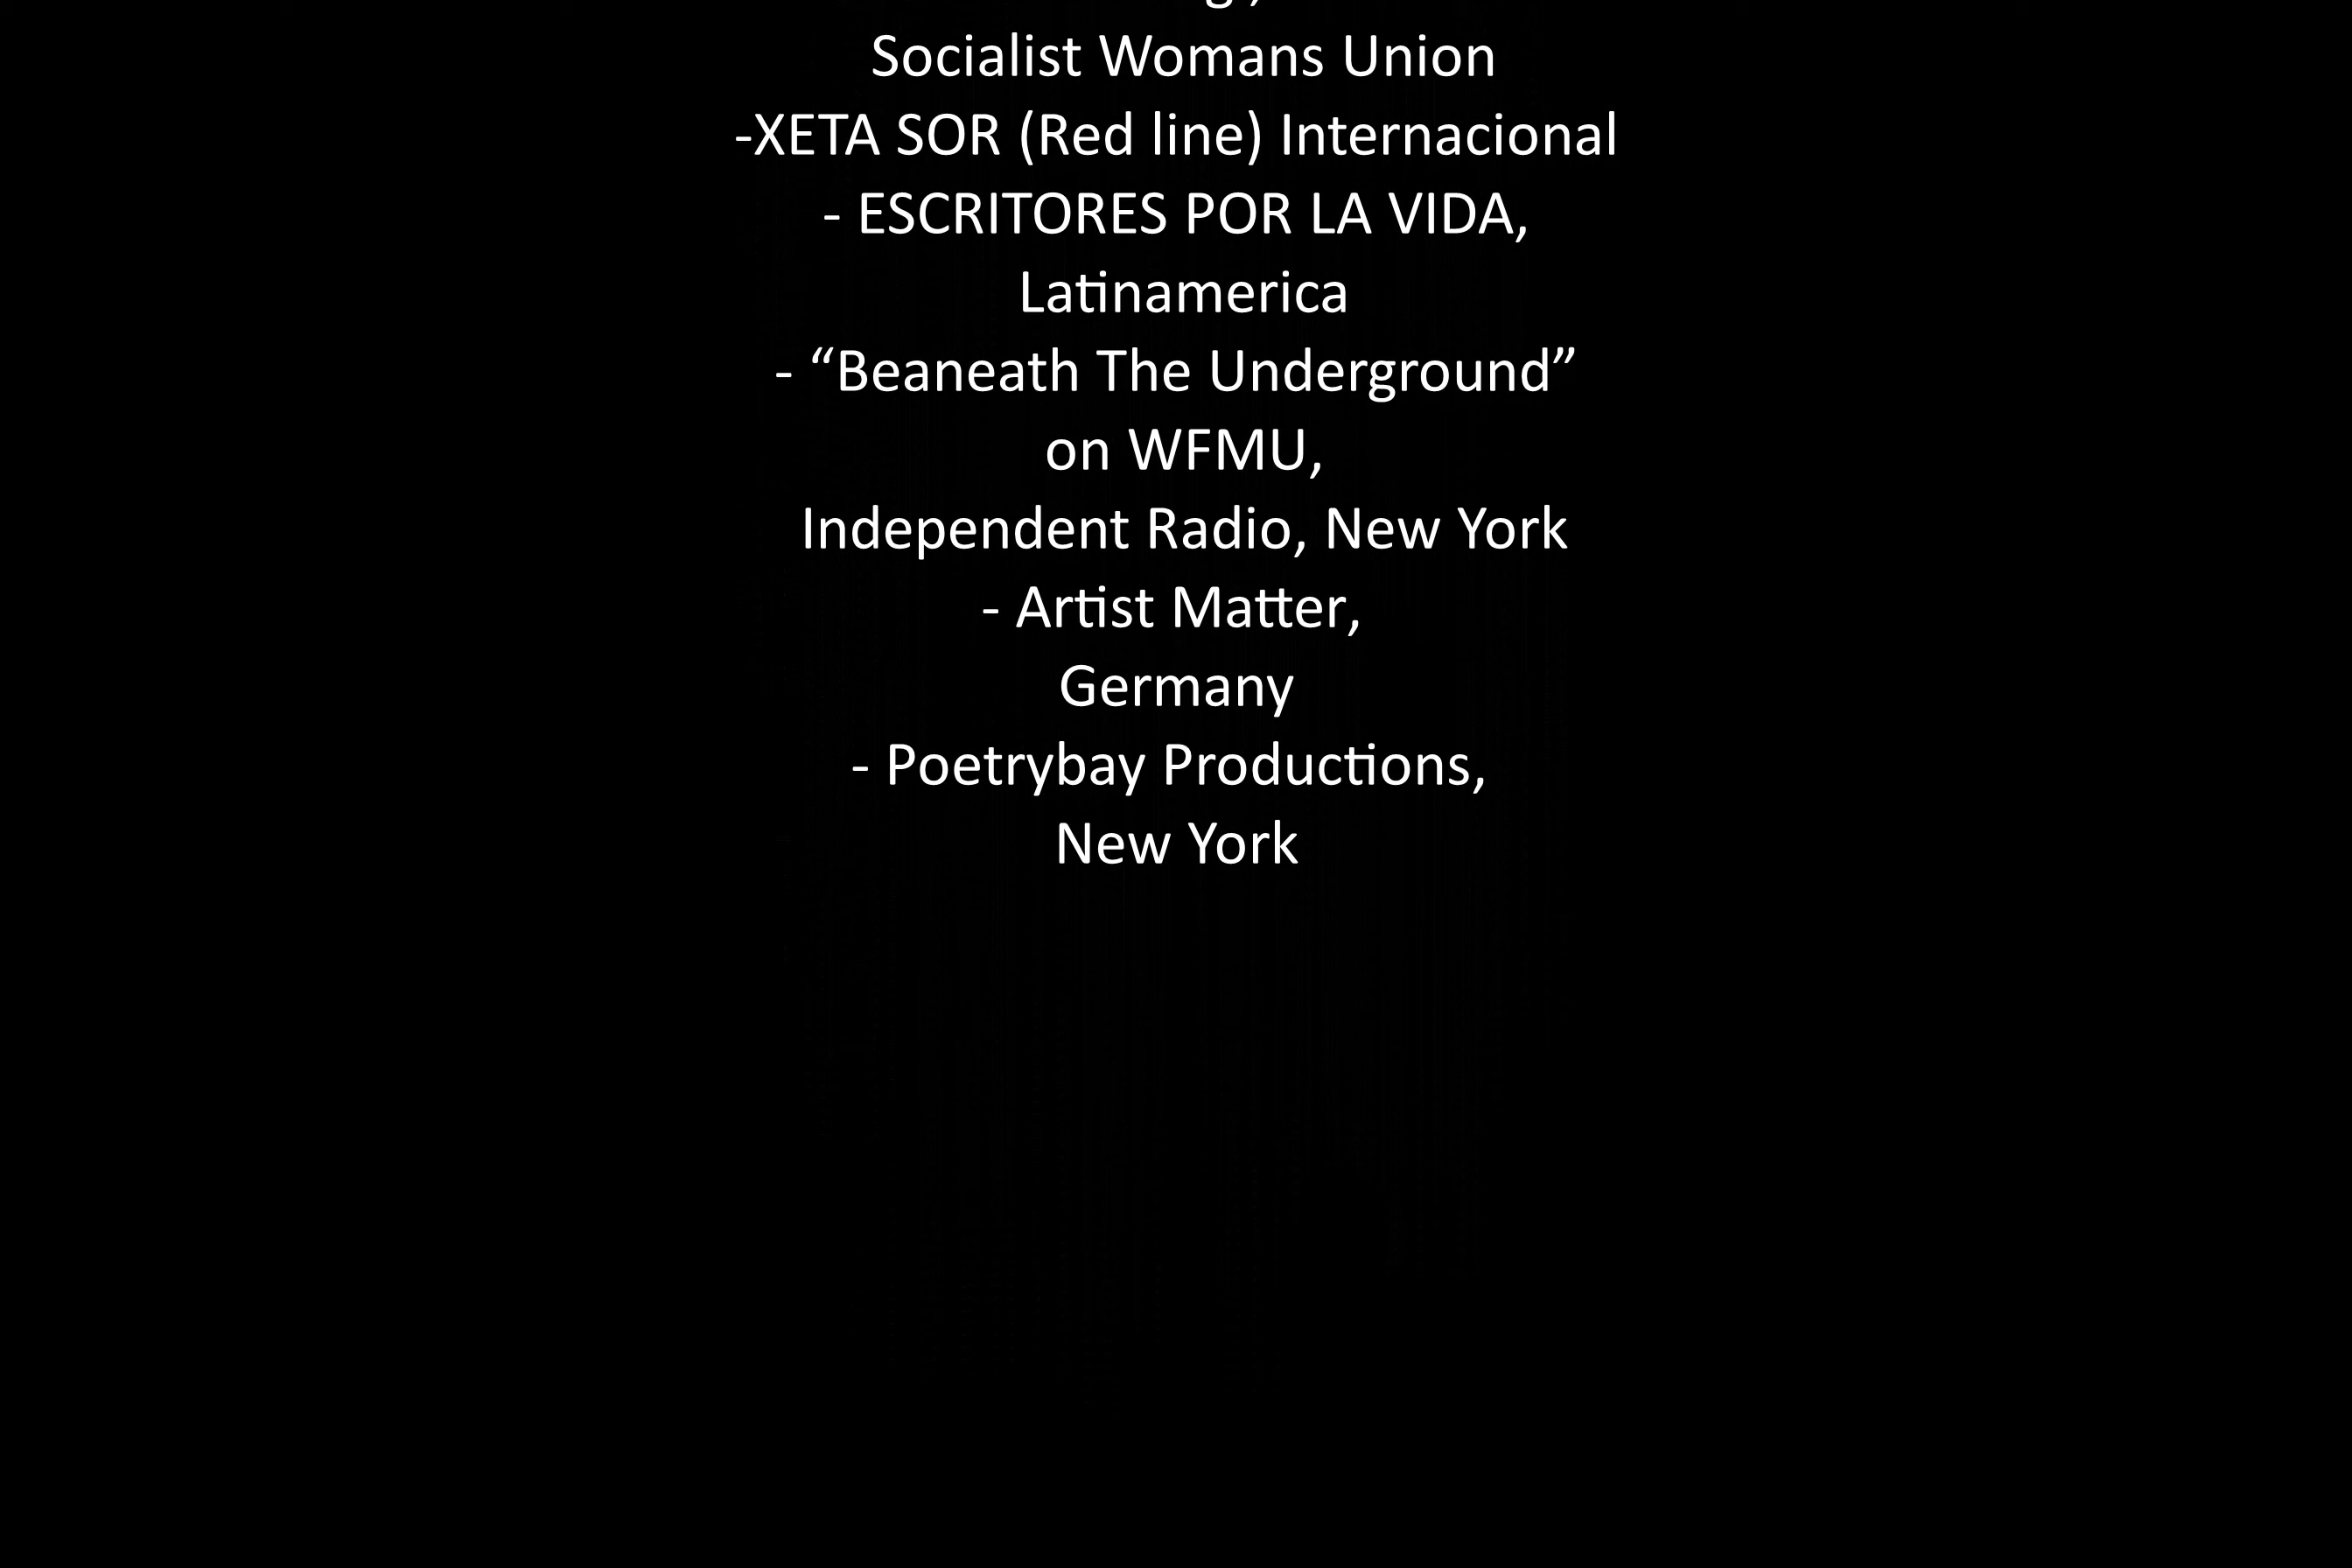 Socialist Womans Union
-XETA SOR (Red line) Internacional
- ESCRITORES POR LA VIDA,
Latinamerica
- “Beaneath The Underground”
on WFMU,
Independent Radio, New York
- Artist Matter,
Germany
- Poetrybay Productions,
New York